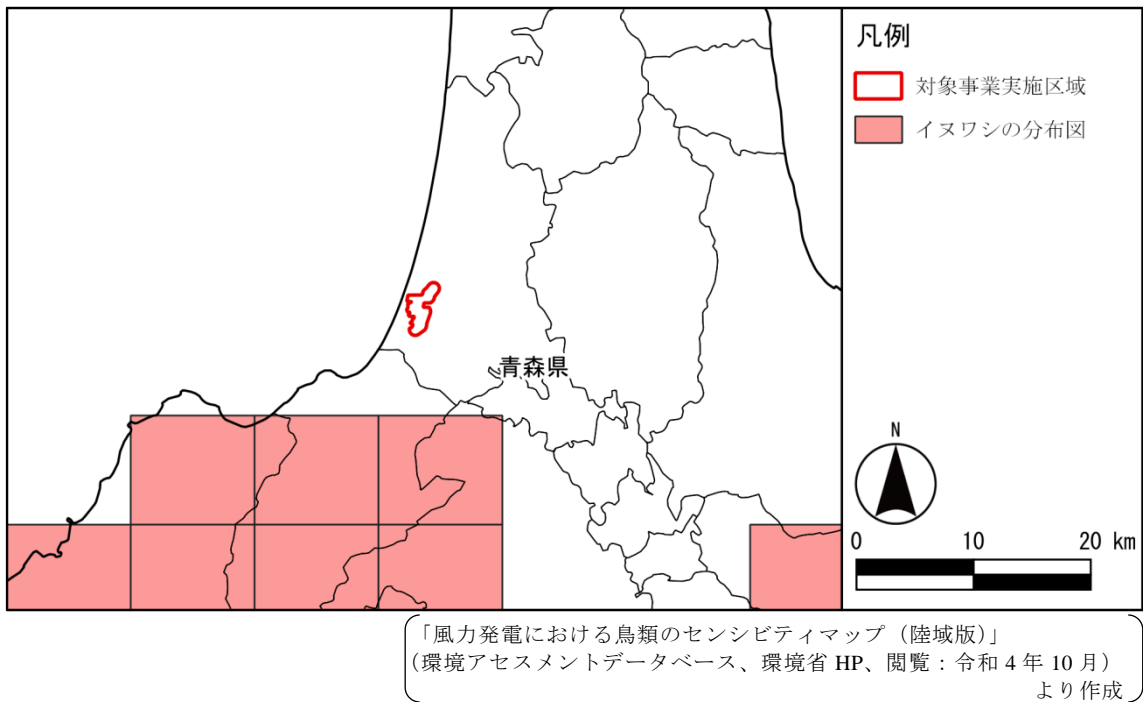 凡例
対象事業実施区域
イヌワシの分布図
青森県
N
0 10 20 km
「風力発電における鳥類のセンシビティマップ（陸域版）」
（環境アセスメントデータベース、環境省 HP、閲覧：令和 4 年 10 月）
より作成